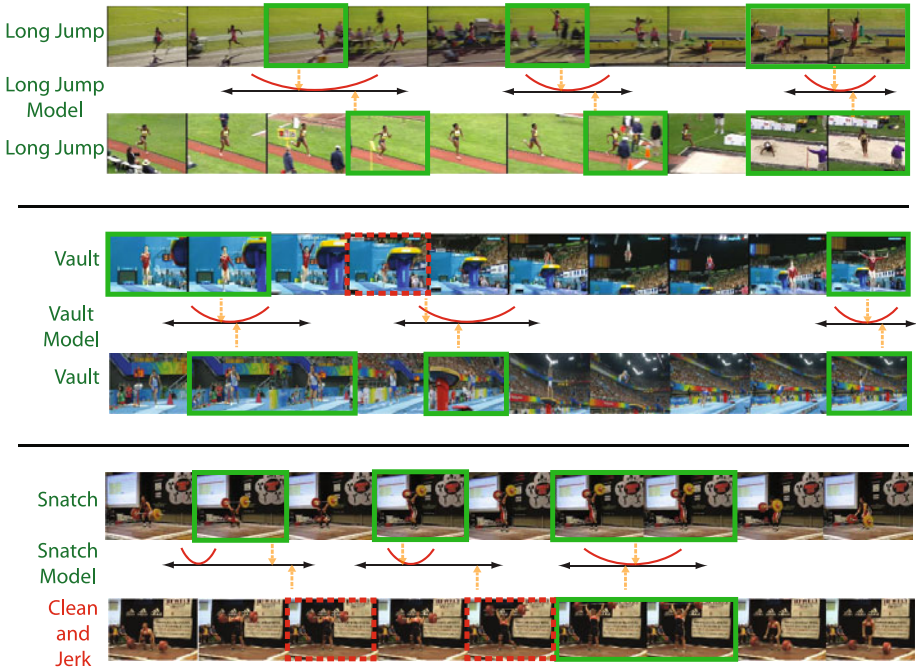 Long Jump
Long Jump
Model
Long Jump
Vault
Vault
Model
Vault
Snatch
Snatch
Model
Clean
and
Jerk